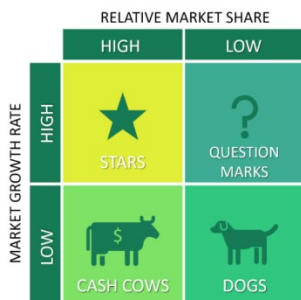 RELATIVE MARKET SHARE
HIGH
LOW
MARKET GROWTH RATE
HIGH
?
STARS
QUESTION
MARKS
LOW
$
CASH COWS
DOGS